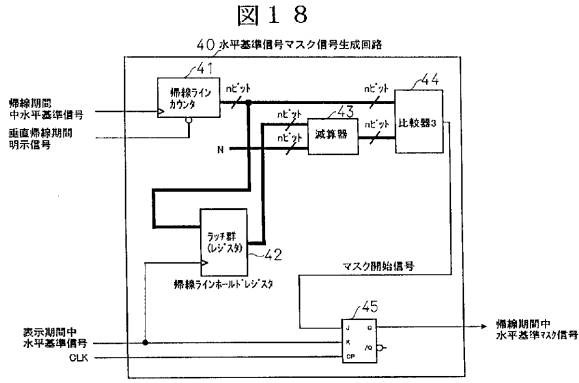 図18
40 水平基準信号マスク信号生成回路
41
帰線ライン
カウンタ
nビット
nビット
44
比較器3
帰線期間
中水平基準信号
垂直帰線期間
明示信号
nビット
43
減算器
nビット
nビット
N
ラッチ群
(レジスタ)
42
帰線ラインホールドレジスタ
マスク開始信号
45
J
Q
K
/Q
CP
表示期間中
水平基準信号
CLK
帰線期間中
水平基準マスク信号